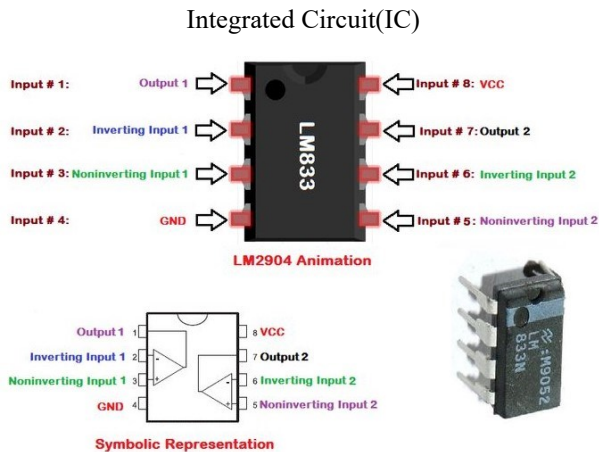 Integrated Circuit(IC)
Input # 1: Output 1 Input # 8: VCC
Input # 2: Inverting Input 1 Input # 7: Output 2
Input # 3: Noninverting Input 1 Input # 6: Inverting Input 2
Input # 4: GND Input # 5: Noninverting Input 2
LM833
LM2904 Animation
Output 1 1 8 VCC
Inverting Input 1 2 7 Output 2
Noninverting Input 1 3 6 Inverting Input 2
GND 4 5 Noninverting Input 2
- + - +
Symbolic Representation
M9052
LM
833N